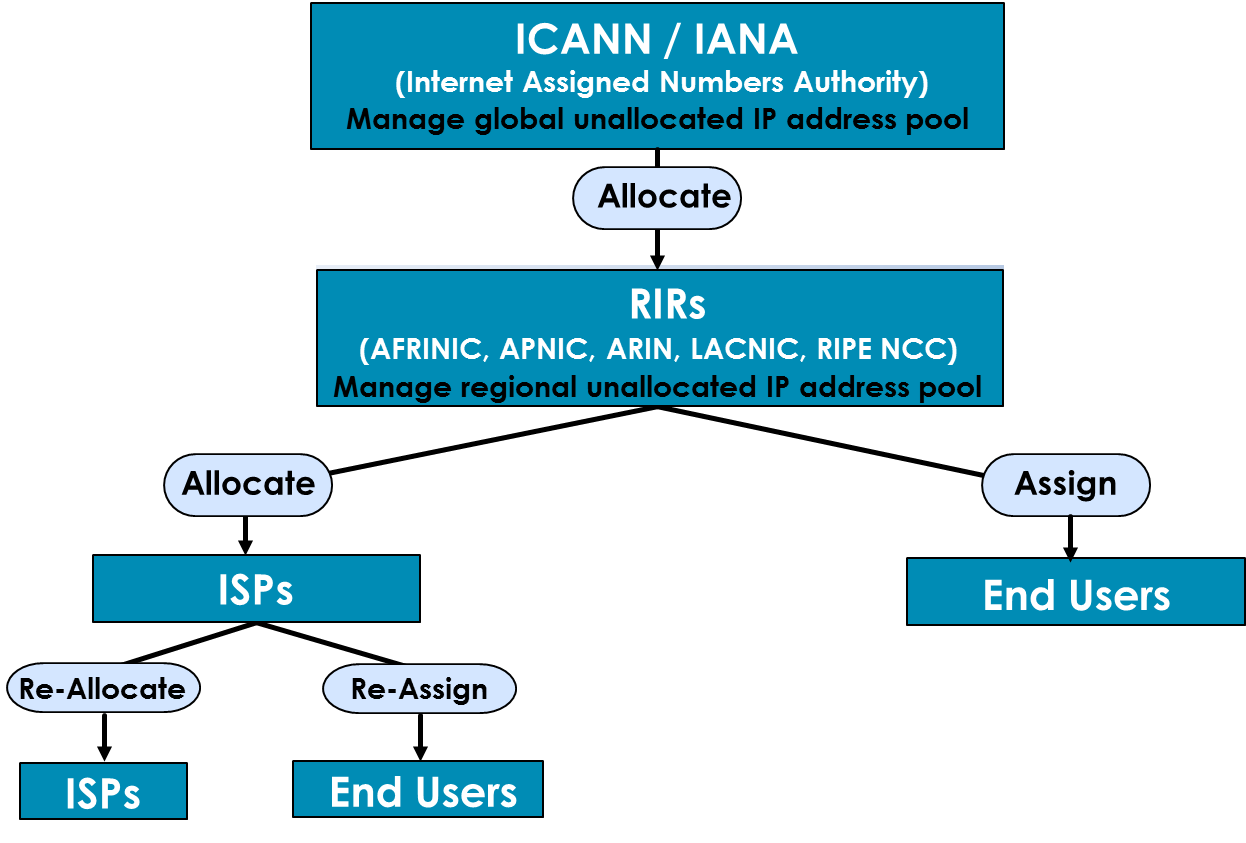 ICANN / IANA
(Internet Assigned Numbers Authority)
Manage global unallocated IP address pool
Allocate
RIRs
(AFRINIC, APNIC, ARIN, LACNIC, RIPE NCC)
Manage regional unallocated IP address pool
Allocate
Assign
ISPs
End Users
Re-Allocate
Re-Assign
ISPs
End Users